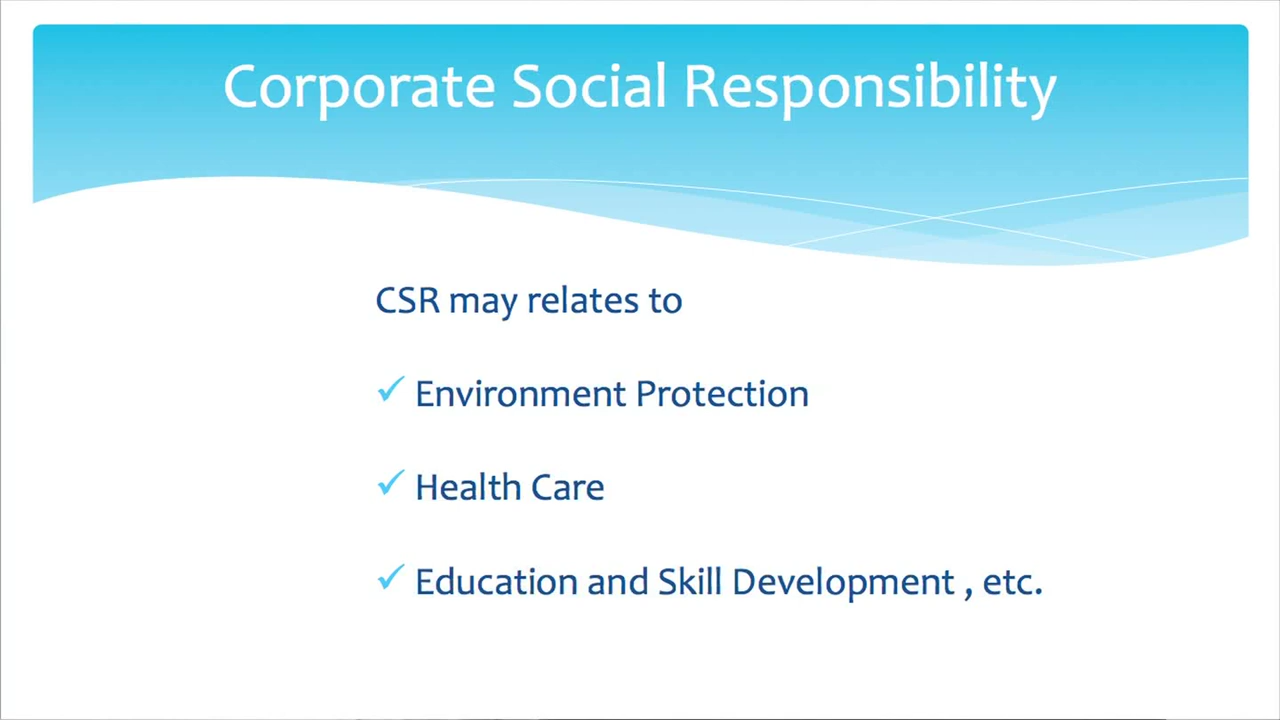 Corporate Social Responsibility
CSR may relates to
✓ Environment Protection
✓ Health Care
✓ Education and Skill Development , etc.